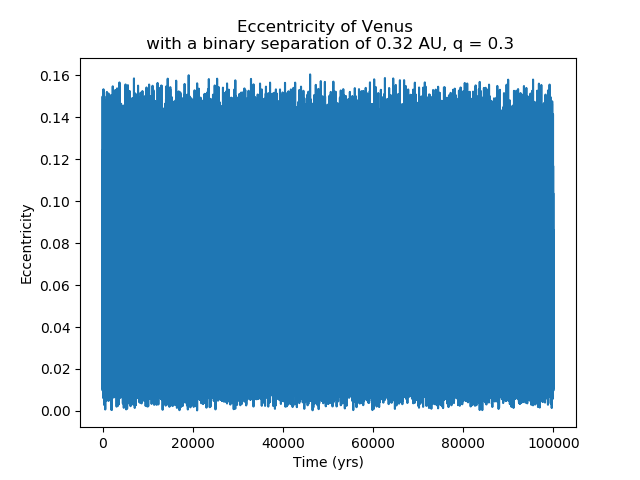 Eccentricity of Venus
with a binary separation of 0.32 AU, q = 0.3
0.16
0.14
0.12
0.10
0.08
0.06
0.04
0.02
0.00
Eccentricity
0 20000 40000 60000 80000 100000
Time (yrs)